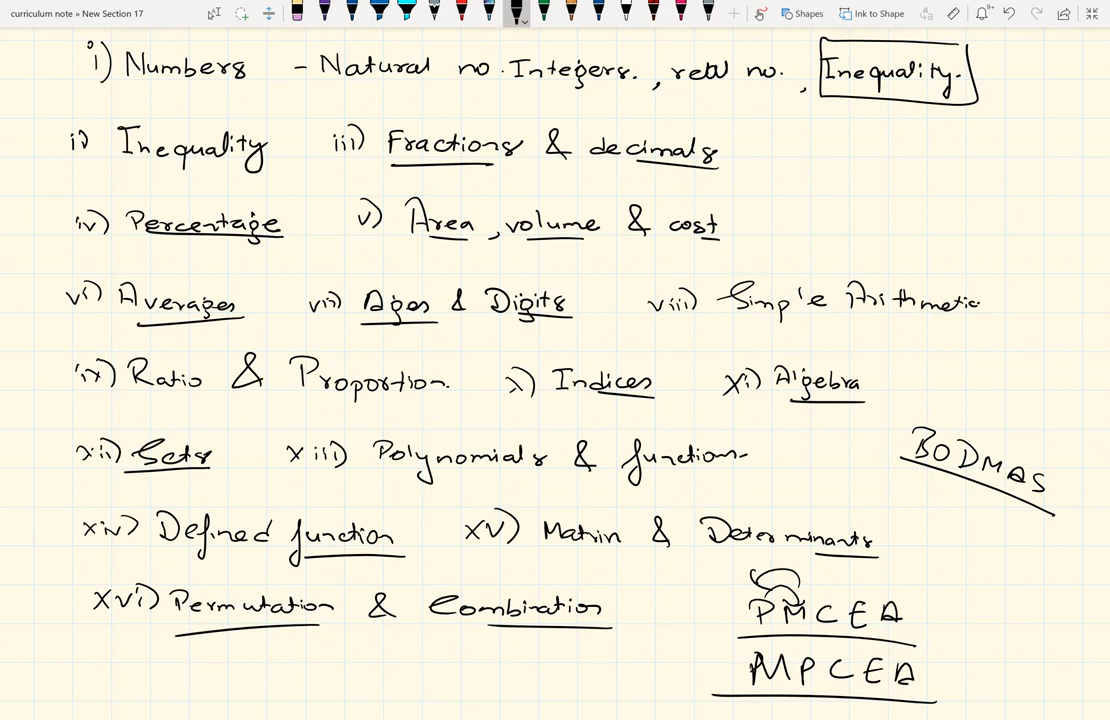 curriculum note » New Section 17
Shapes Ink to Shape 9+
i) Numbers - Natural no. Integers., real no., Inequality.
i) Inequality iii) Fractions & decimals
iv) Percentage v) Area, volume & cost
vi) Averages vii) Ages & Digits viii) Simple Arithmetic
ix) Ratio & Proportion. x) Indices xi) Algebra
xii) Sets xiii) Polynomials & function-
BODMAS
xiv) Defined function xv) Matrix & Determinants
xvi) Permutation & Combination
PMCEA
MPCEA